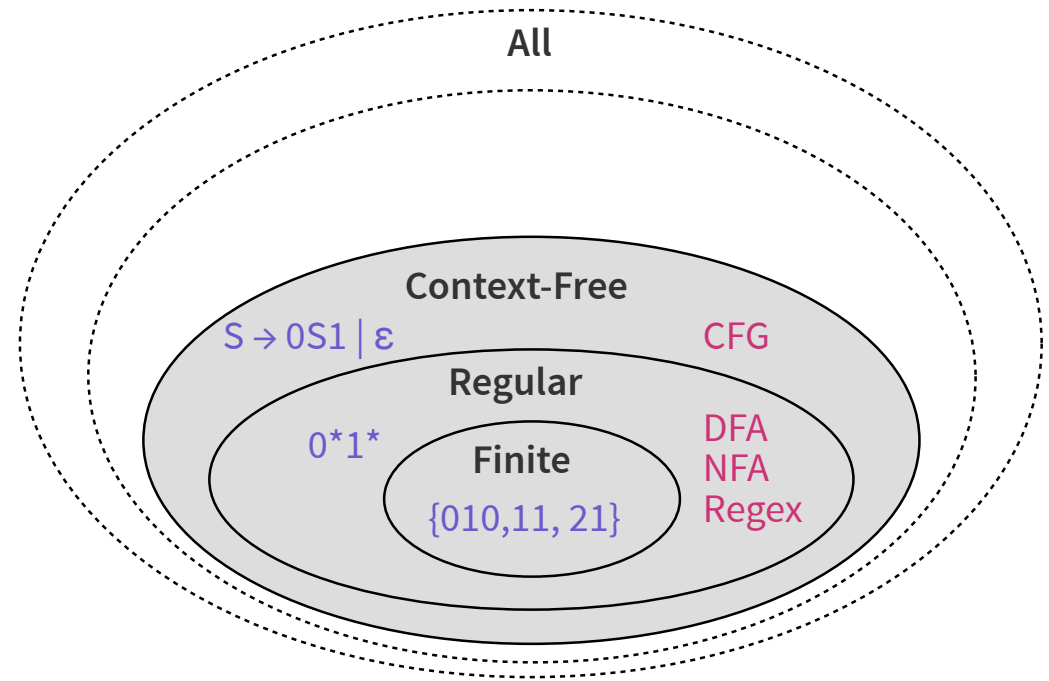 All
Context-Free
S → 0S1 | ε
CFG
Regular
0*1*
DFA
NFA
Regex
Finite
{010,11, 21}